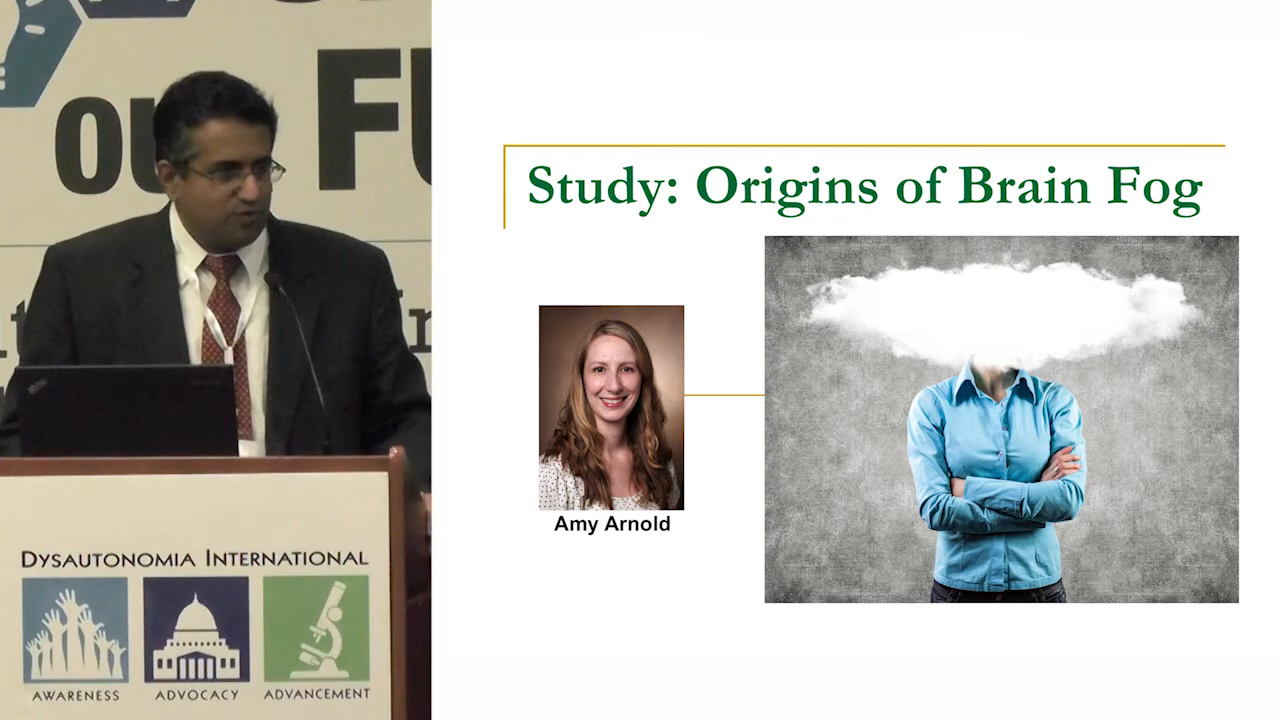 OU
FU
DYSAUTONOMIA INTERNATIONAL
AWARENESS ADVOCACY ADVANCEMENT
Study: Origins of Brain Fog
Amy Arnold